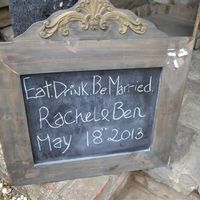 Eat, Drink, Be Married.
Rachel & Ben
May 18th 2013